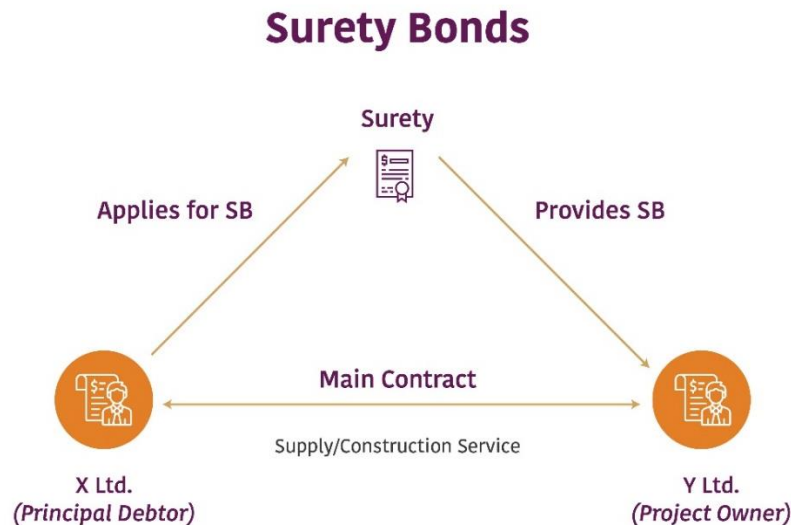 Surety Bonds
Surety
Applies for SB
Provides SB
Main Contract
Supply/Construction Service
X Ltd.
(Principal Debtor)
Y Ltd.
(Project Owner)